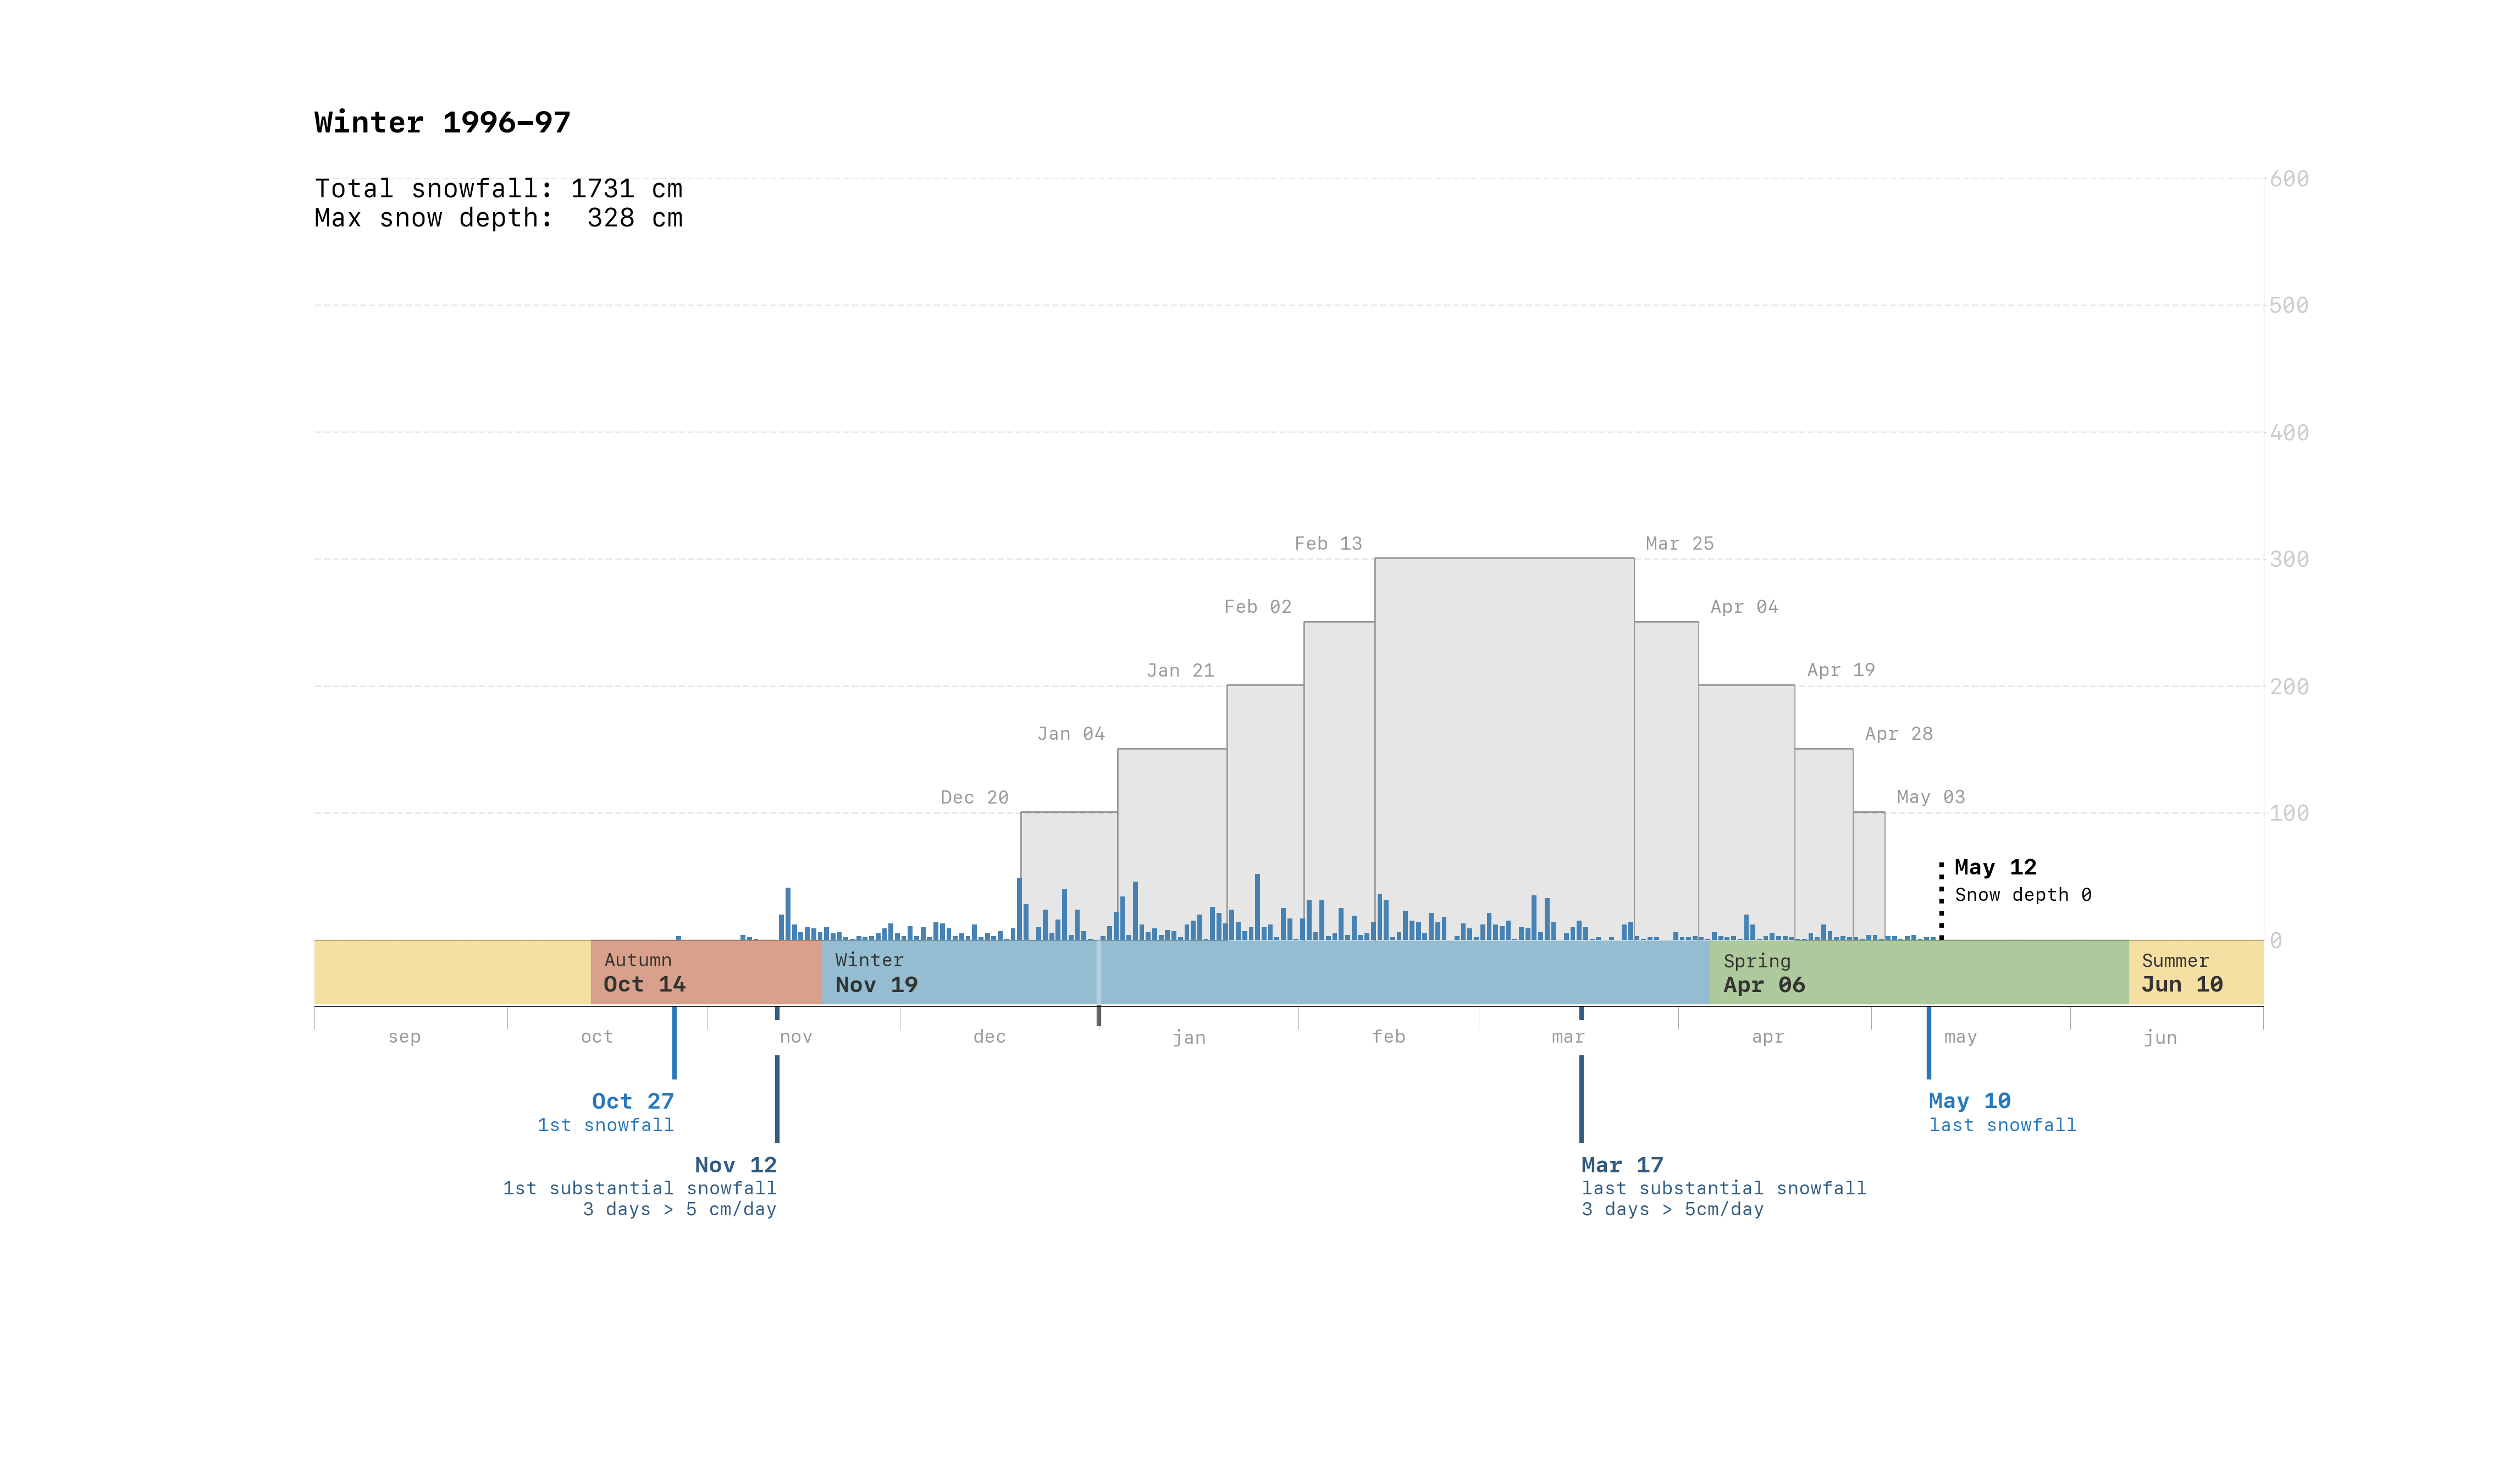 Winter 1996–97
Total snowfall: 1731 cm
Max snow depth: 328 cm
600
500
400
300
200
100
0
Feb 13
Mar 25
Feb 02
Apr 04
Jan 21
Apr 19
Jan 04
Apr 28
Dec 20
May 03
May 12
Snow depth 0
Autumn
Oct 14
Winter
Nov 19
Spring
Apr 06
Summer
Jun 10
sep
oct
nov
dec
jan
feb
mar
apr
may
jun
Oct 27
1st snowfall
Nov 12
1st substantial snowfall
3 days > 5 cm/day
Mar 17
last substantial snowfall
3 days > 5cm/day
May 10
last snowfall